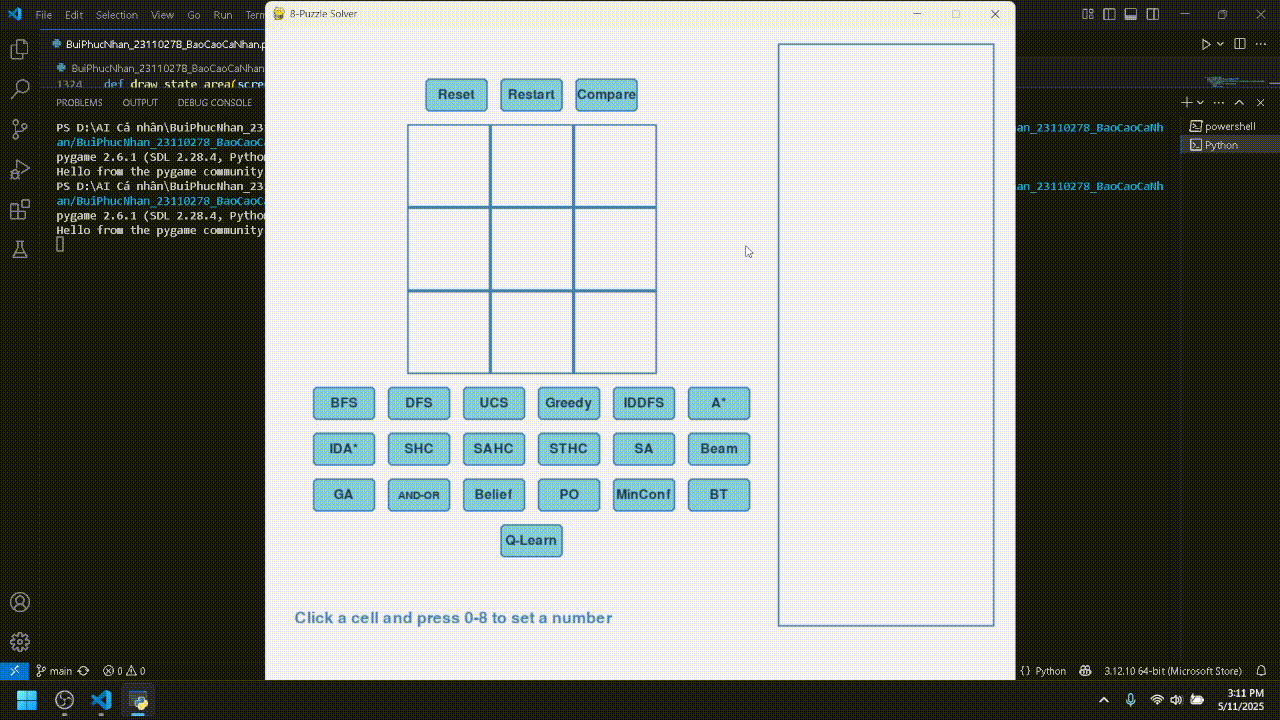 File Edit Selection View Go Run Term
8-Puzzle Solver
BuiPhucNhan_23110278_BaoCaoCaNhan.p
BuiPhucNhan_23110278_BaoCaoCaNhan
1324 def draw_state_area(scre
PROBLEMS OUTPUT DEBUG CONSOLE
PS D:\AI Cá nhân\BuiPhucNhan_23
an_23110278_BaoCaoCaNh
an/BuiPhucNhan_23110278_BaoCaoC
pygame 2.6.1 (SDL 2.28.4, Pytho
Hello from the pygame community
PS D:\AI Cá nhân\BuiPhucNhan_23
an_23110278_BaoCaoCaNh
an/BuiPhucNhan_23110278_BaoCaoC
pygame 2.6.1 (SDL 2.28.4, Pytho
Hello from the pygame community
powershell
Python
Reset Restart Compare
BFS DFS UCS Greedy IDDFS A*
IDA* SHC SAHC STHC SA Beam
GA AND-OR Belief PO MinConf BT
Q-Learn
Click a cell and press 0-8 to set a number
main 0 0
{} Python 3.12.10 64-bit (Microsoft Store)
3:11 PM
5/11/2025